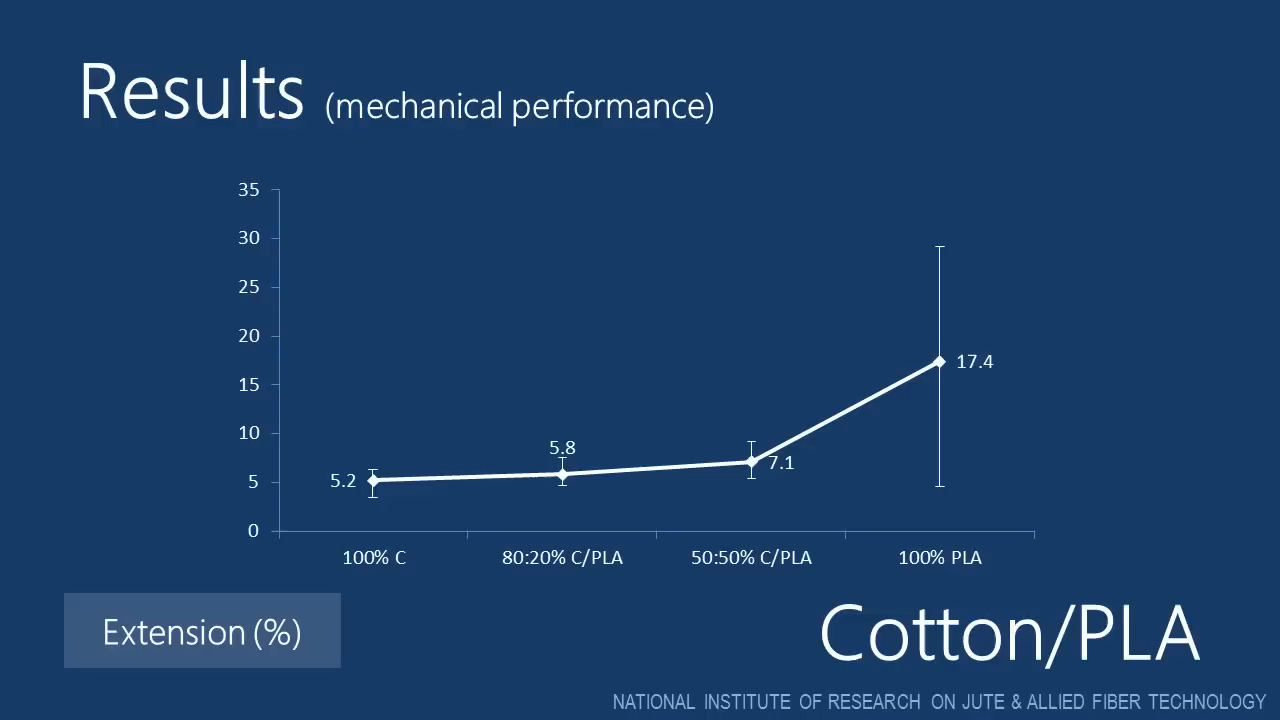 Results (mechanical performance)
35
30
25
20
15
10
5
0
5.2
5.8
7.1
17.4
100% C
80:20% C/PLA
50:50% C/PLA
100% PLA
Extension (%)
Cotton/PLA
NATIONAL INSTITUTE OF RESEARCH ON JUTE & ALLIED FIBER TECHNOLOGY